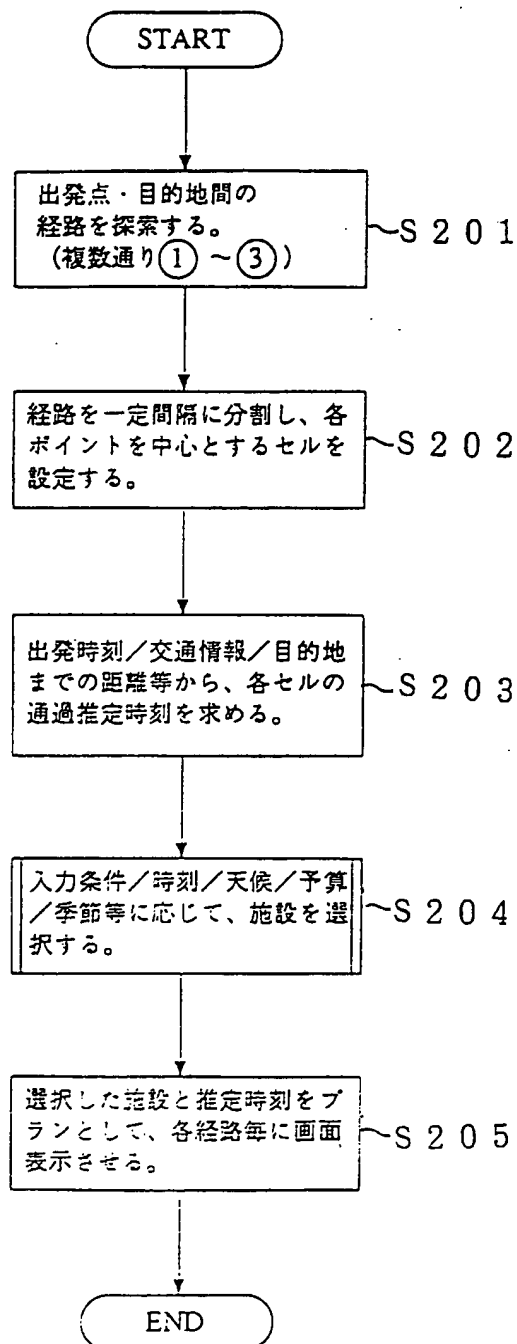 START
出発点・目的地間の
経路を探索する。
(複数通り① ~③)
~S201
経路を一定間隔に分割し、各
ポイントを中心とするセルを
設定する。
~S202
出発時刻/交通情報/目的地
までの距離等から、各セルの
通過推定時刻を求める。
~S203
入力条件/時刻/天候/予算
/季節等に応じて、施設を選
択する。
~S204
選択した施設と推定時刻をプ
ランとして、各経路毎に画面
表示させる。
~S205
END